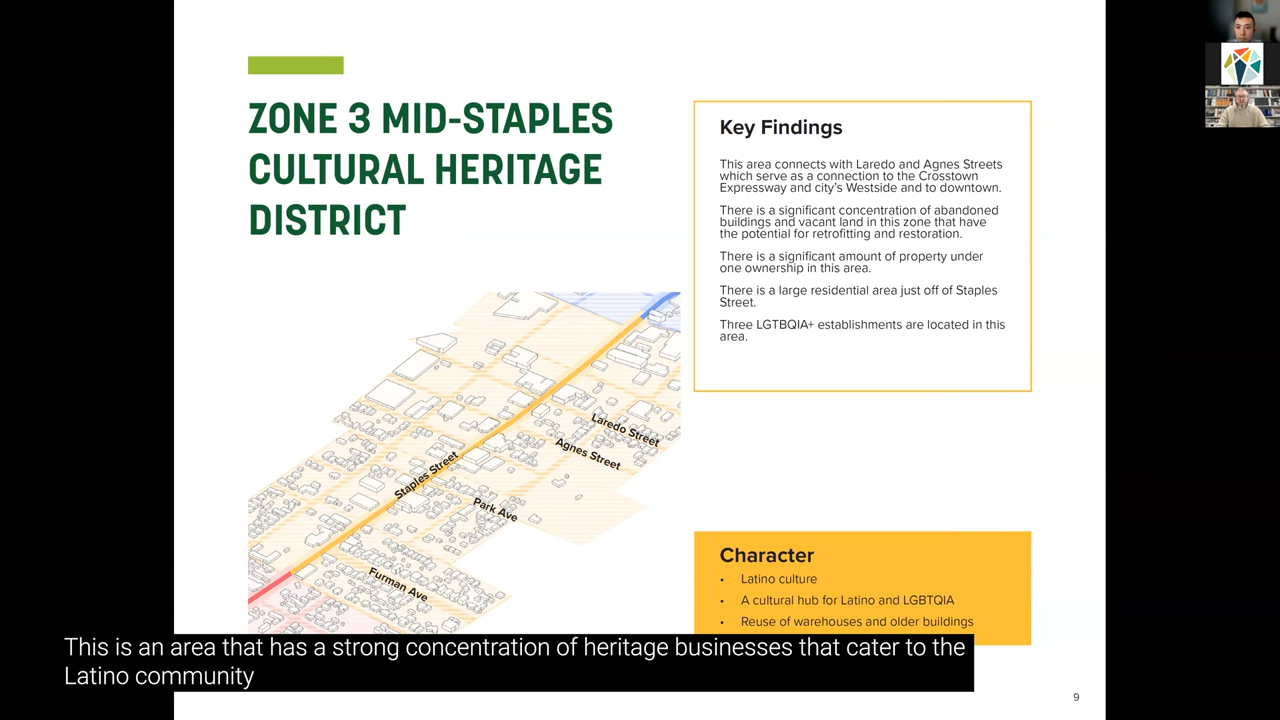 ZONE 3 MID-STAPLES
CULTURAL HERITAGE
DISTRICT
Key Findings
This area connects with Laredo and Agnes Streets
which serve as a connection to the Crosstown
Expressway and city's Westside and to downtown.
There is a significant concentration of abandoned
buildings and vacant land in this zone that have
the potential for retrofitting and restoration.
There is a significant amount of property under
one ownership in this area.
There is a large residential area just off of Staples
Street.
Three LGTBQIA+ establishments are located in this
area.
Laredo Street
Agnes Street
Staples Street
Park Ave
Furman Ave
Character
• Latino culture
• A cultural hub for Latino and LGBTQIA
• Reuse of warehouses and older buildings
This is an area that has a strong concentration of heritage businesses that cater to the
Latino community
9